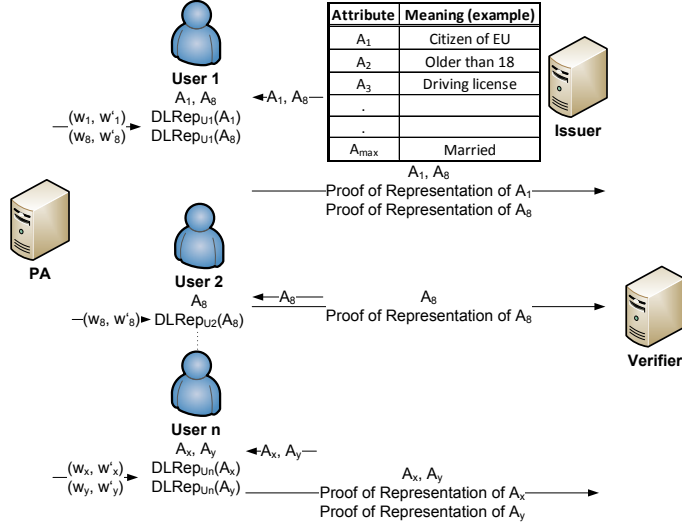 Attribute Meaning (example)
A₁ Citizen of EU
A₂ Older than 18
A₃ Driving license
.
.
Amax Married
Issuer
User 1
A₁, A₈
DLRepU1(A₁)
DLRepU1(A₈)
A₁, A₈
(w₁, w'₁)
(w₈, w'₈)
A₁, A₈
Proof of Representation of A₁
Proof of Representation of A₈
PA
User 2
A₈
DLRepU2(A₈)
(w₈, w'₈)
A₈
A₈
Proof of Representation of A₈
Verifier
User n
Aₓ, Ay
DLRepUn(Aₓ)
DLRepUn(Ay)
Aₓ, Ay
(wₓ, w'ₓ)
(wy, w'y)
Aₓ, Ay
Proof of Representation of Aₓ
Proof of Representation of Ay